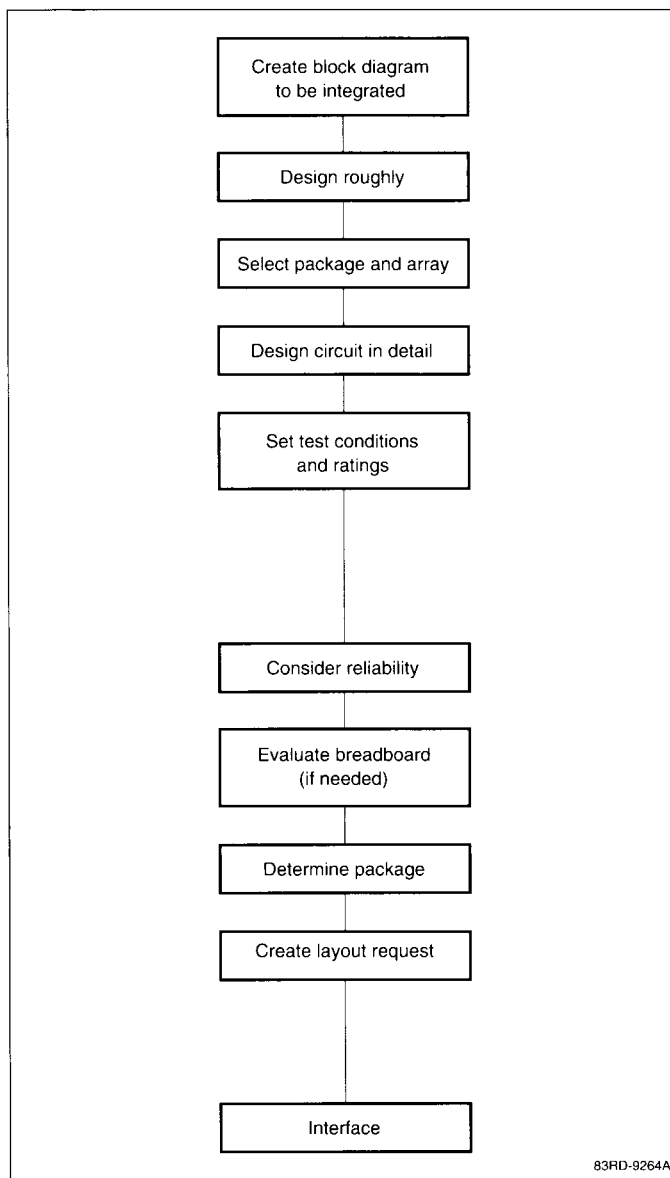 Create block diagram
to be integrated
Design roughly
Select package and array
Design circuit in detail
Set test conditions
and ratings
Consider reliability
Evaluate breadboard
(if needed)
Determine package
Create layout request
Interface
83RD-9264A